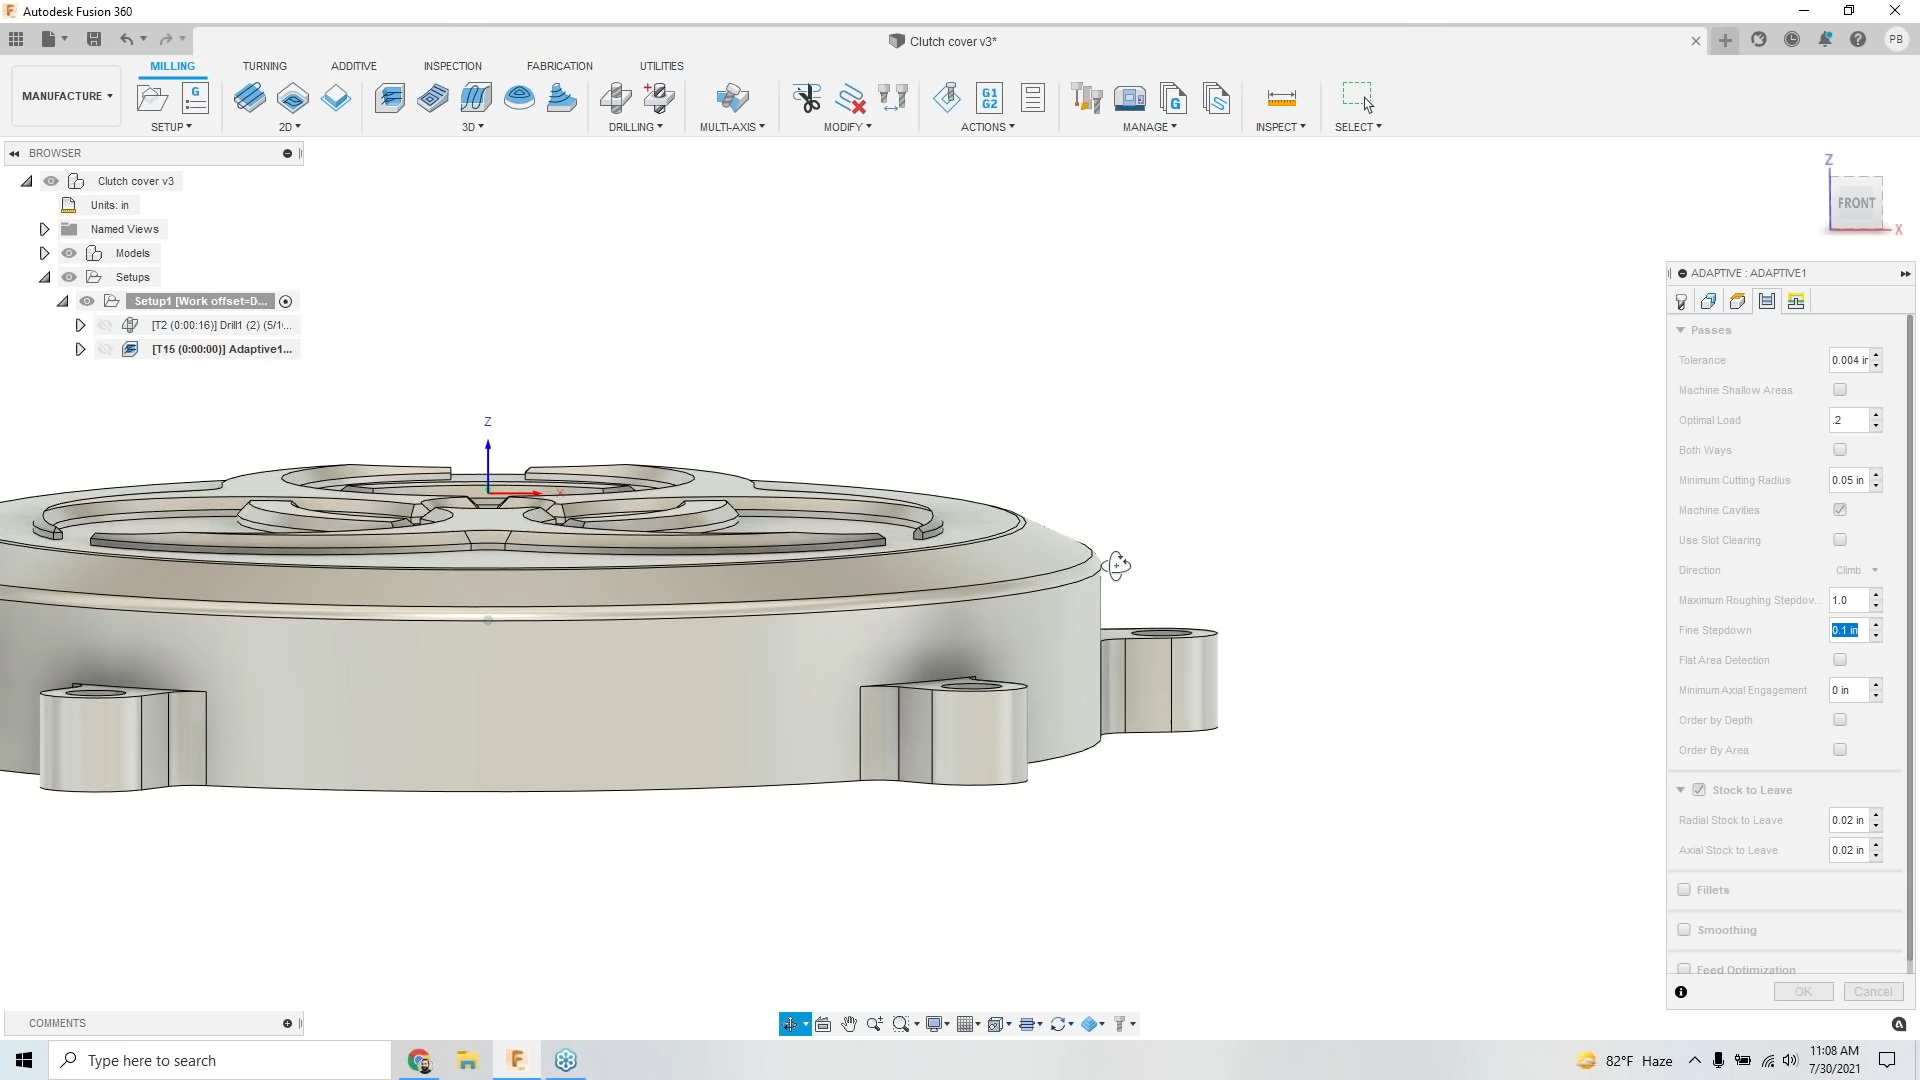 Autodesk Fusion 360
Clutch cover v3*
PB
MANUFACTURE
MILLING
TURNING
ADDITIVE
INSPECTION
FABRICATION
UTILITIES
G
G1
G2
G
SETUP
2D
3D
DRILLING
MULTI-AXIS
MODIFY
ACTIONS
MANAGE
INSPECT
SELECT
BROWSER
Clutch cover v3
Units: in
Named Views
Models
Setups
Setup1 [Work offset=D...
[T2 (0:00:16)] Drill1 (2) (5/1...
[T15 (0:00:00)] Adaptive1...
Z
X
Z
FRONT
X
ADAPTIVE : ADAPTIVE1
Passes
Tolerance 0.004 ir
Machine Shallow Areas
Optimal Load .2
Both Ways
Minimum Cutting Radius 0.05 in
Machine Cavities
Use Slot Clearing
Direction Climb
Maximum Roughing Stepdow... 1.0
Fine Stepdown 0.1 in
Flat Area Detection
Minimum Axial Engagement 0 in
Order by Depth
Order By Area
Stock to Leave
Radial Stock to Leave 0.02 in
Axial Stock to Leave 0.02 in
Fillets
Smoothing
Feed Optimization
OK Cancel
COMMENTS
Type here to search
82°F Haze
11:08 AM
7/30/2021